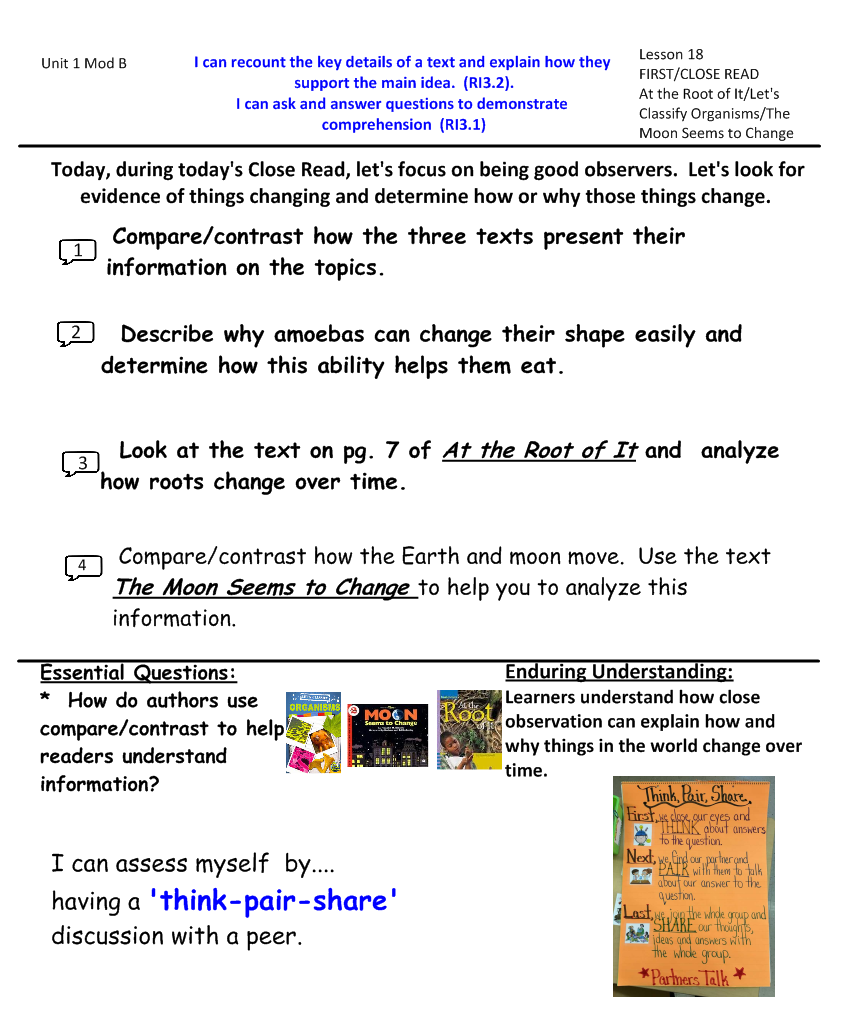 Unit 1 Mod B
I can recount the key details of a text and explain how they
support the main idea. (RI3.2).
I can ask and answer questions to demonstrate
comprehension (RI3.1)
Lesson 18
FIRST/CLOSE READ
At the Root of It/Let's
Classify Organisms/The
Moon Seems to Change
Today, during today's Close Read, let's focus on being good observers. Let's look for
evidence of things changing and determine how or why those things change.
1
Compare/contrast how the three texts present their
information on the topics.
2
Describe why amoebas can change their shape easily and
determine how this ability helps them eat.
3
Look at the text on pg. 7 of At the Root of It and analyze
how roots change over time.
4
Compare/contrast how the Earth and moon move. Use the text
The Moon Seems to Change to help you to analyze this
information.
Essential Questions:
* How do authors use
compare/contrast to help
readers understand
information?
ORGANISMS
The
MOON
Seems to Change
At the
Root
of It
Enduring Understanding:
Learners understand how close
observation can explain how and
why things in the world change over
time.
I can assess myself by....
having a 'think-pair-share'
discussion with a peer.
Think, Pair, Share
First, we close our eyes and
THINK about answers
to the question.
Next, we find our partner and
PAIR with them to talk
about our answer to the
question.
Last, we join the whole group and
SHARE our thoughts,
ideas and answers with
the whole group.
Partners Talk